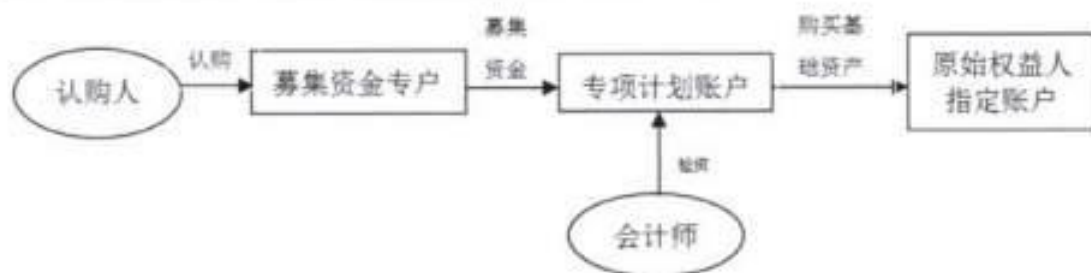 认购人
认购
募集资金专户
募集
资金
专项计划账户
购买基
础资产
原始权益人
指定账户
验资
会计师